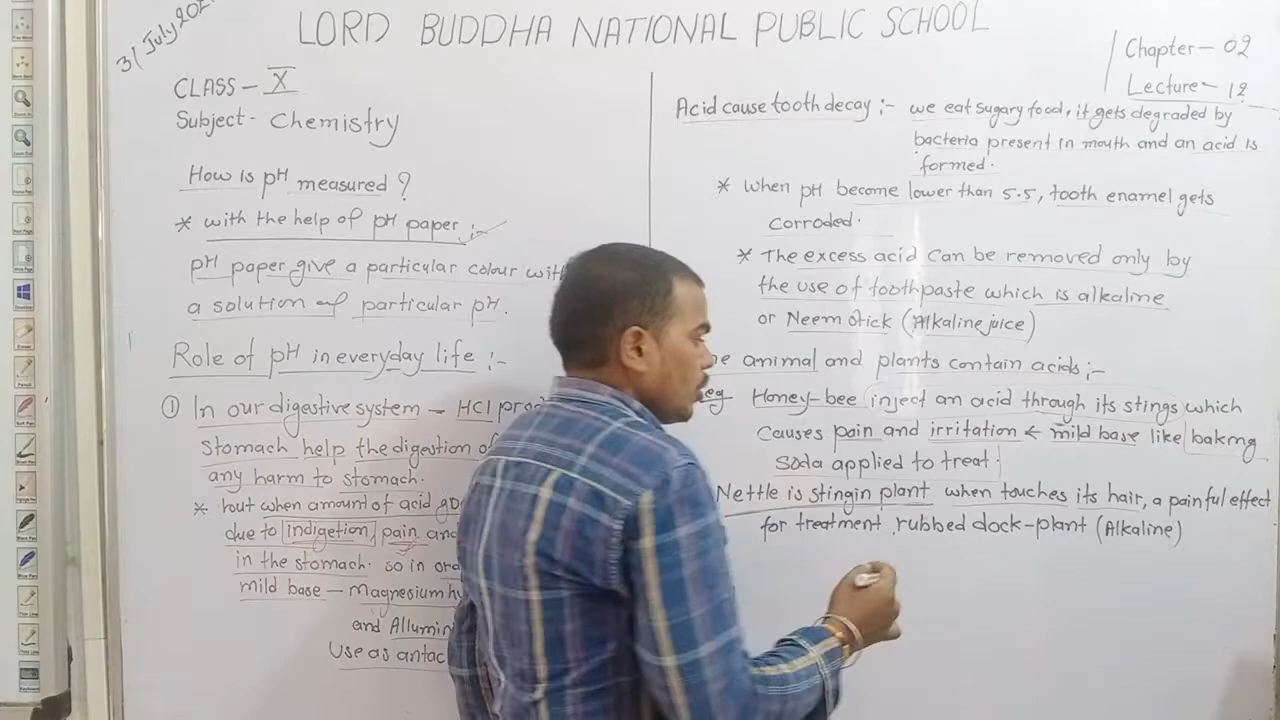 31 July 202
LORD BUDDHA NATIONAL PUBLIC SCHOOL
Chapter - 02
Lecture - 12
CLASS - X
Subject - Chemistry
How is pH measured ?
* with the help of pH paper :-
pH paper give a particular colour with
a solution of particular pH.
Role of pH in everyday life :-
① In our digestive system - HCl pro
stomach help the digestion of
any harm to stomach.
* but when amount of acid goe
due to indigetion, pain and
in the stomach. so in ord
mild base - Magnesium hy
and Allumin
Use as antac
Acid cause tooth decay :- we eat sugary food, it gets degraded by
bacteria present in mouth and an acid is
formed.
* when pH become lower than 5.5, tooth enamel gets
corroded.
* The excess acid can be removed only by
the use of toothpaste which is alkaline
or Neem Stick (Alkaline juice)
e animal and plants contain acids :-
eg Honey-bee inject an acid through its stings which
causes pain and irritation ← mild base like baking
soda applied to treat.
Nettle is stingin plant when touches its hair, a painful effect
for treatment rubbed dock-plant (Alkaline)